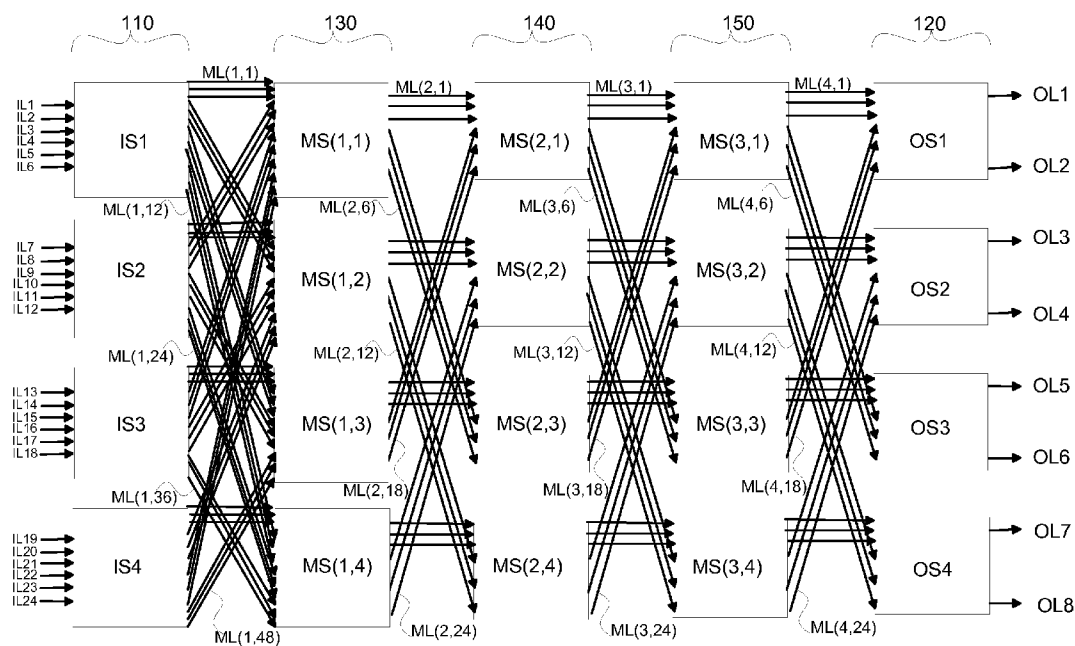 110 130 140 150 120
ML(1,1) ML(2,1) ML(3,1) ML(4,1)
IL1
IL2
IL3
IL4
IL5
IL6
IS1 MS(1,1) MS(2,1) MS(3,1) OS1
OL1
OL2
ML(1,12) ML(2,6) ML(3,6) ML(4,6)
IL7
IL8
IL9
IL10
IL11
IL12
IS2 MS(1,2) MS(2,2) MS(3,2) OS2
OL3
OL4
ML(1,24) ML(2,12) ML(3,12) ML(4,12)
IL13
IL14
IL15
IL16
IL17
IL18
IS3 MS(1,3) MS(2,3) MS(3,3) OS3
OL5
OL6
ML(1,36) ML(2,18) ML(3,18) ML(4,18)
IL19
IL20
IL21
IL22
IL23
IL24
IS4 MS(1,4) MS(2,4) MS(3,4) OS4
OL7
OL8
ML(1,48) ML(2,24) ML(3,24) ML(4,24)